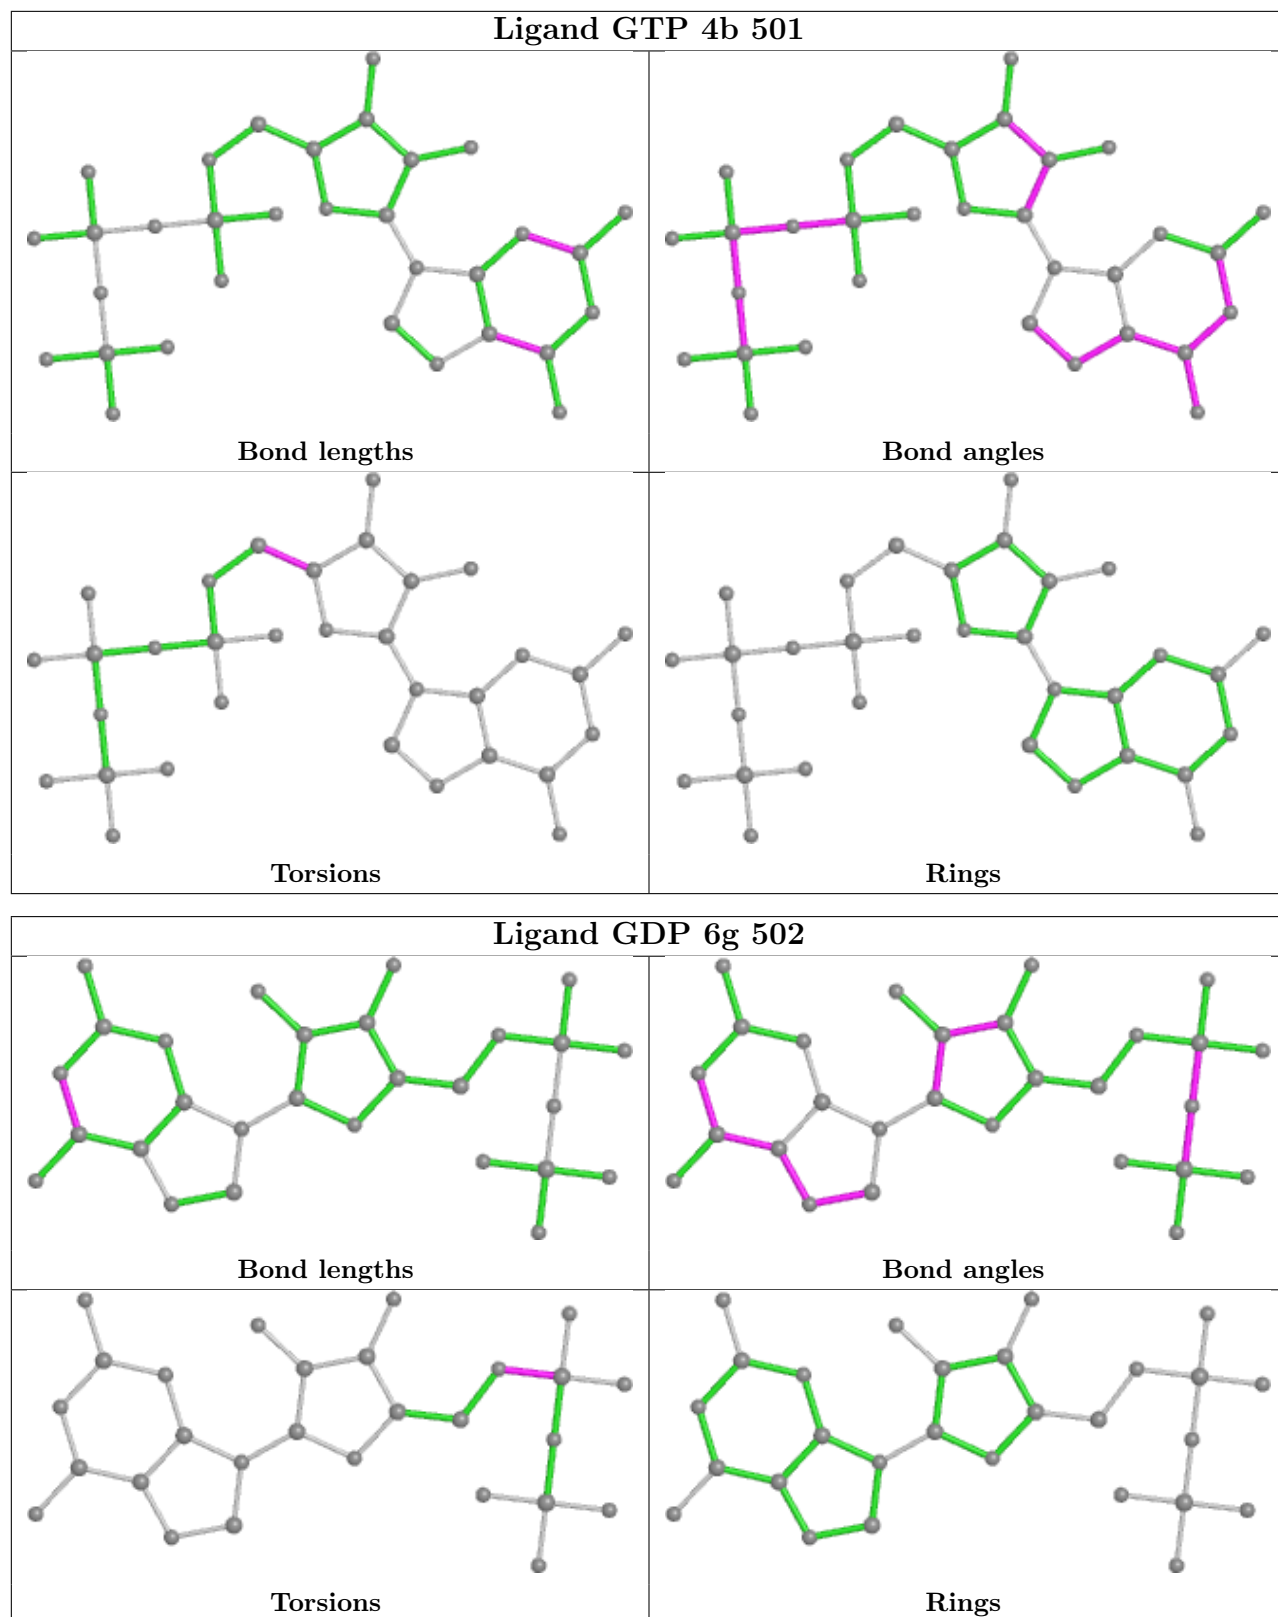 Ligand GTP 4b 501
Bond lengths
Bond angles
Torsions
Rings
Ligand GDP 6g 502
Bond lengths
Bond angles
Torsions
Rings